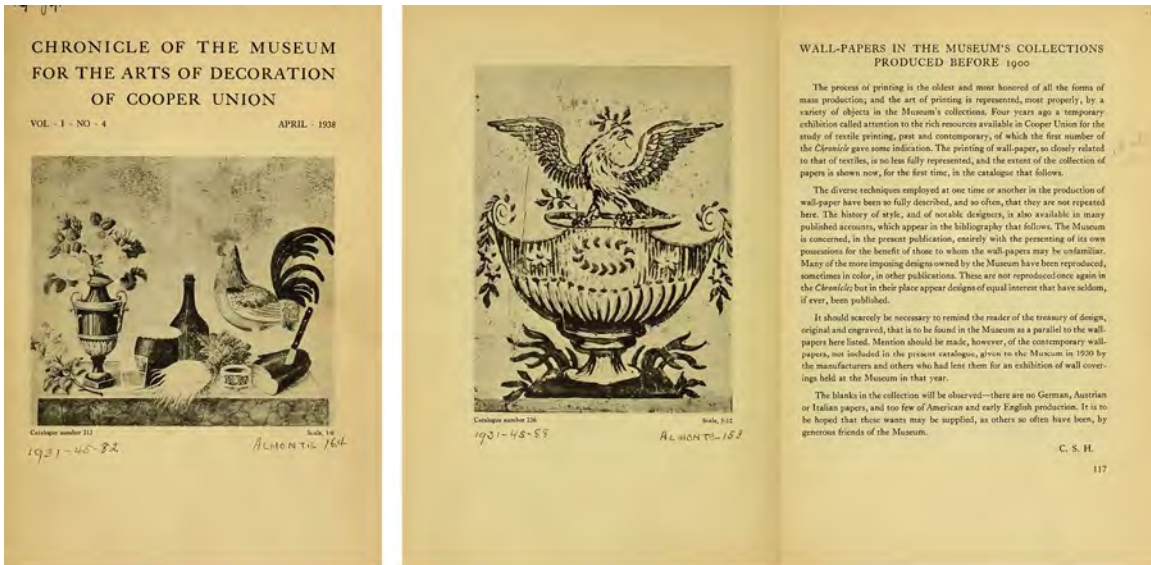 CHRONICLE OF THE MUSEUM
FOR THE ARTS OF DECORATION
OF COOPER UNION
VOL - I - NO - 4 APRIL - 1938
Catalogue number 212 Scale, 1:6
1931-45-82 ALMONTE 164
Catalogue number 236 Scale, 5:12
1931-45-59 ALMONTE-153
WALL-PAPERS IN THE MUSEUM'S COLLECTIONS
PRODUCED BEFORE 1900
The process of printing is the oldest and most honored of all the forms of
mass production; and the art of printing is represented, most properly, by a
variety of objects in the Museum's collections. Four years ago a temporary
exhibition called attention to the rich resources available in Cooper Union for the
study of textile printing, past and contemporary, of which the first number of
the Chronicle gave some indication. The printing of wall-paper, so closely related
to that of textiles, is no less fully represented, and the extent of the collection of
papers is shown now, for the first time, in the catalogue that follows.
The diverse techniques employed at one time or another in the production of
wall-paper have been so fully described, and so often, that they are not repeated
here. The history of style, and of notable designers, is also available in many
published accounts, which appear in the bibliography that follows. The Museum
is concerned, in the present publication, entirely with the presenting of its own
possessions for the benefit of those to whom the wall-papers may be unfamiliar.
Many of the more imposing designs owned by the Museum have been reproduced,
sometimes in color, in other publications. These are not reproduced once again in
the Chronicle; but in their place appear designs of equal interest that have seldom,
if ever, been published.
It should scarcely be necessary to remind the reader of the treasury of design,
original and engraved, that is to be found in the Museum as a parallel to the wall-
papers here listed. Mention should be made, however, of the contemporary wall-
papers, not included in the present catalogue, given to the Museum in 1930 by
the manufacturers and others who had lent them for an exhibition of wall cover-
ings held at the Museum in that year.
The blanks in the collection will be observed—there are no German, Austrian
or Italian papers, and too few of American and early English production. It is to
be hoped that these wants may be supplied, as others so often have been, by
generous friends of the Museum.
C. S. H.
117